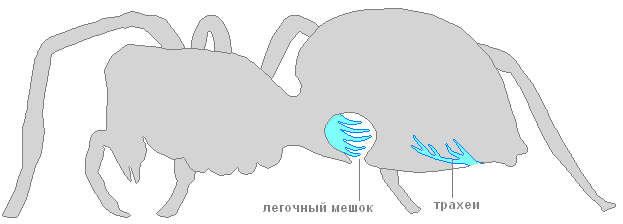 легочный мешок
трахеи